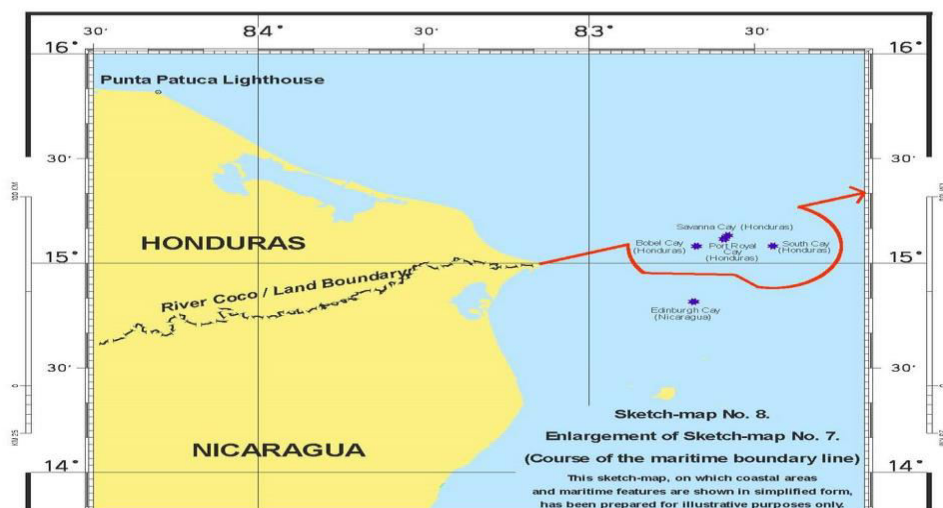 30' 84° 30' 83° 30'
16° 16°
Punta Patuca Lighthouse
30' 30'
Savanna Cay (Honduras)
Bobel Cay
(Honduras)
Port Royal
Cay
(Honduras)
South Cay
(Honduras)
HONDURAS
15° 15°
River Coco / Land Boundary
Edinburgh Cay
(Nicaragua)
30' 30'
Sketch-map No. 8.
Enlargement of Sketch-map No. 7.
(Course of the maritime boundary line)
NICARAGUA
14° 14°
This sketch-map, on which coastal areas
and maritime features are shown in simplified form,
has been prepared for illustrative purposes only.